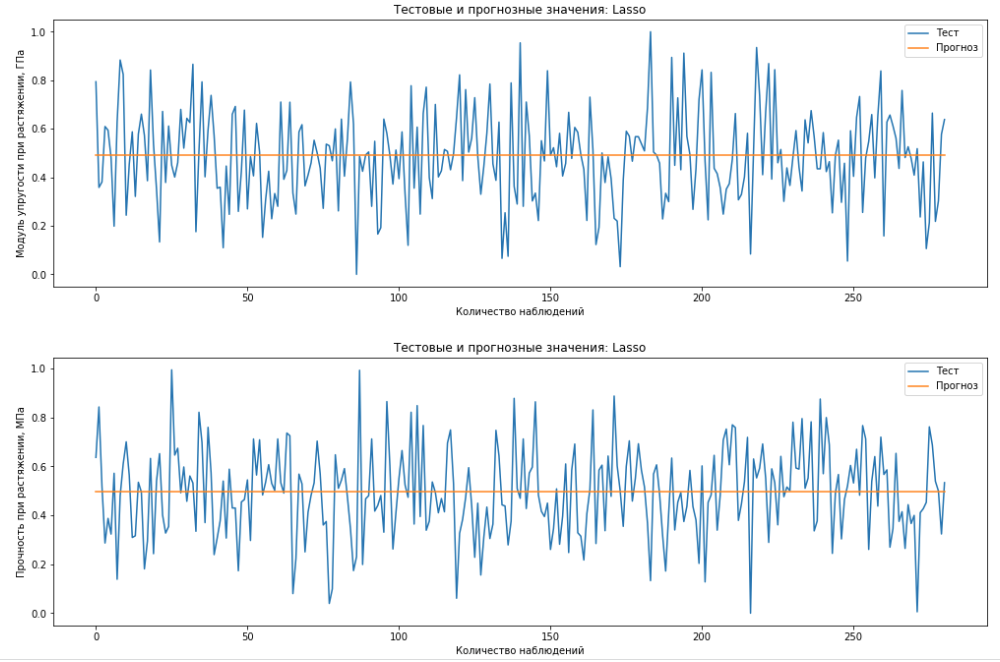 Тестовые и прогнозные значения: Lasso
Тест
Прогноз
Модуль упругости при растяжении, ГПа
1.0
0.8
0.6
0.4
0.2
0.0
0
50
100
150
200
250
Количество наблюдений
Тестовые и прогнозные значения: Lasso
Тест
Прогноз
Прочность при растяжении, МПа
1.0
0.8
0.6
0.4
0.2
0.0
0
50
100
150
200
250
Количество наблюдений